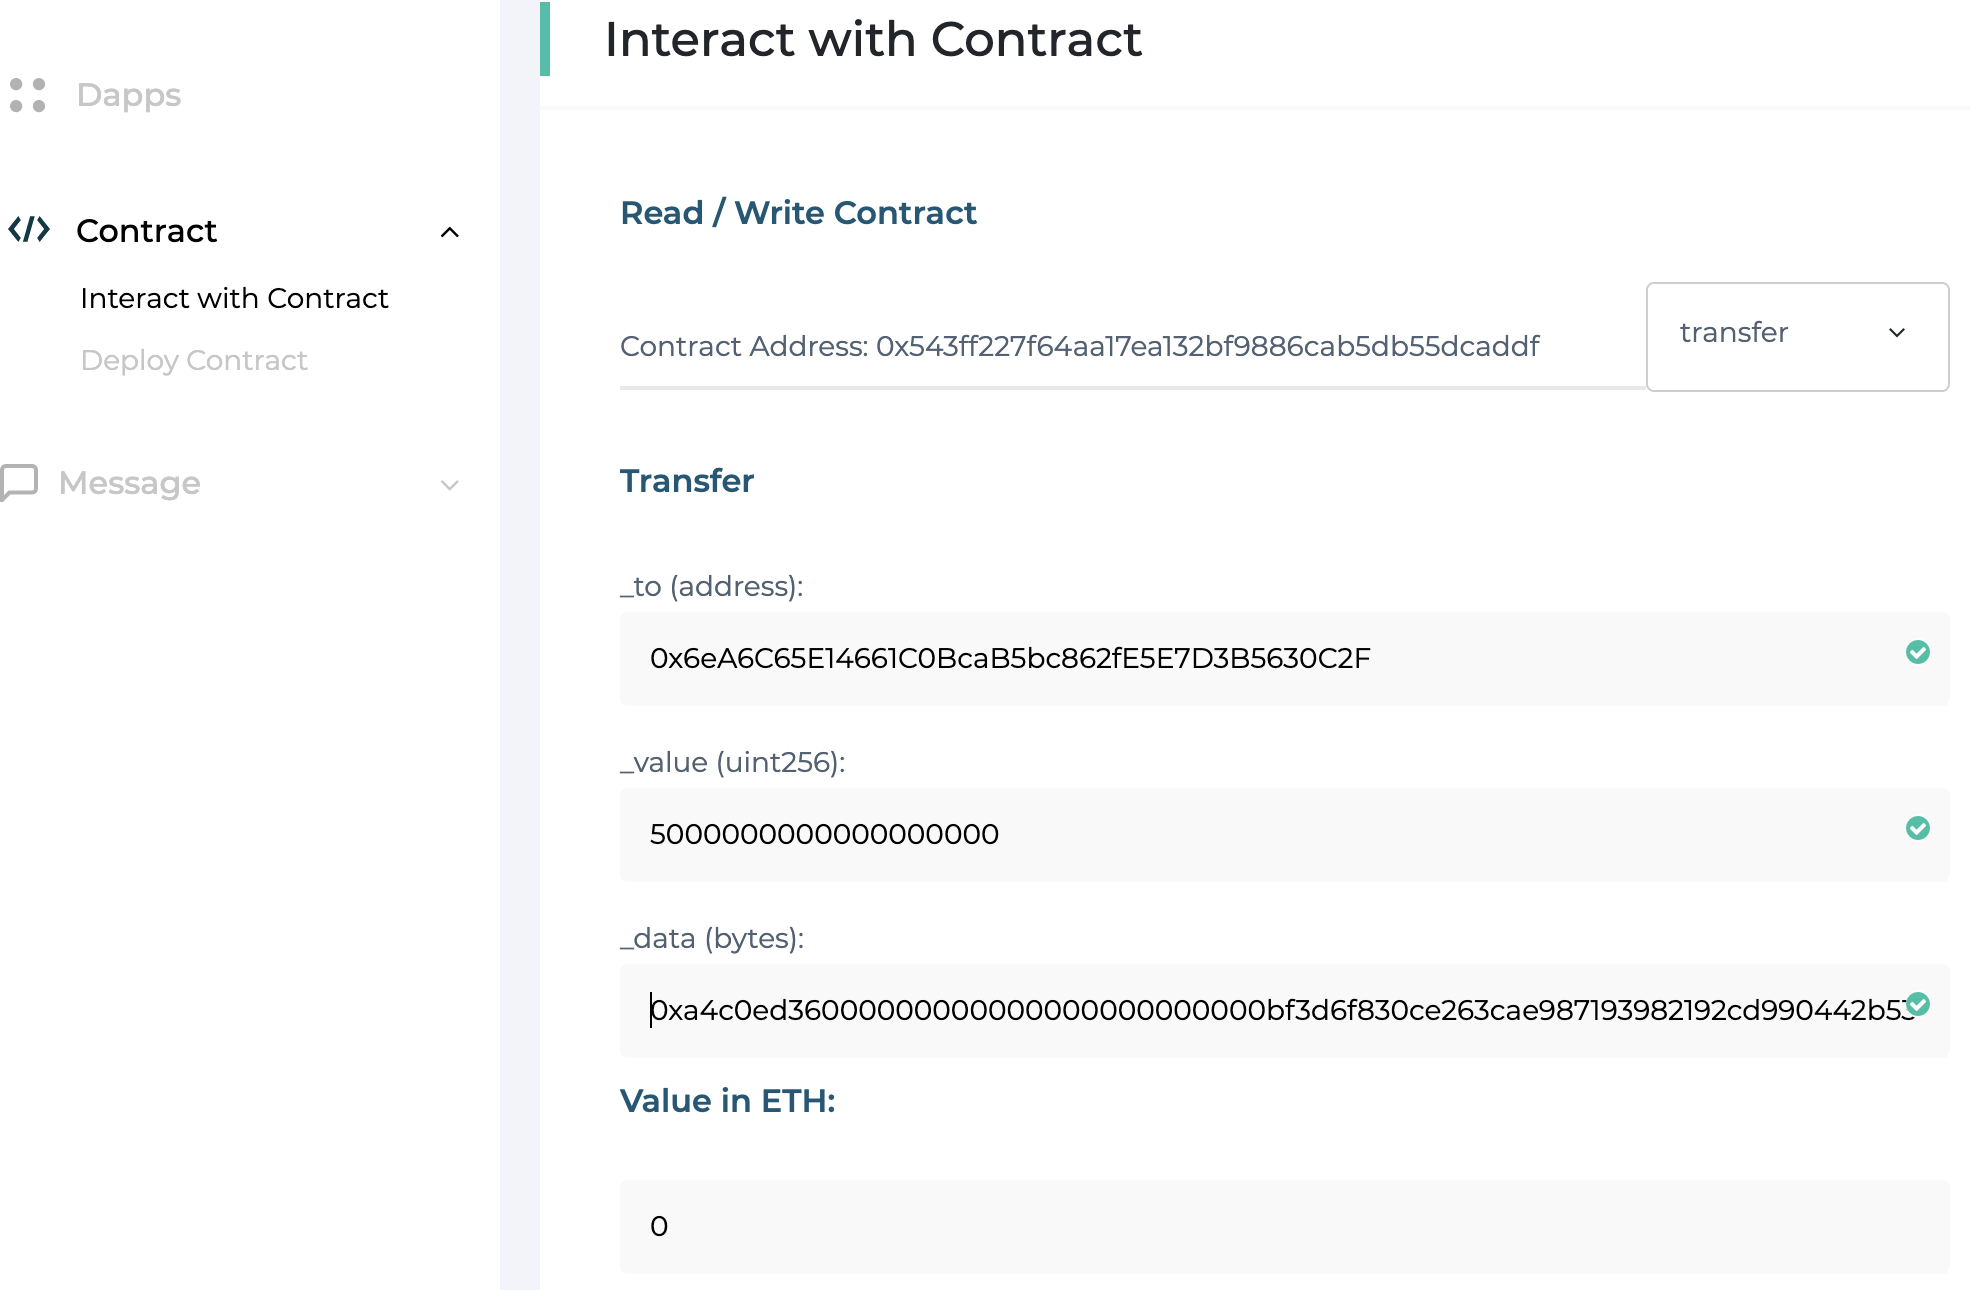 Interact with Contract
Dapps
Contract
Interact with Contract
Deploy Contract
Message
Read / Write Contract
Contract Address: 0x543ff227f64aa17ea132bf9886cab5db55dcaddf
transfer
Transfer
_to (address):
0x6eA6C65E14661C0BcaB5bc862fE5E7D3B5630C2F
_value (uint256):
5000000000000000000
_data (bytes):
0xa4c0ed36000000000000000000000000bf3d6f830ce263cae987193982192cd990442b53
Value in ETH:
0